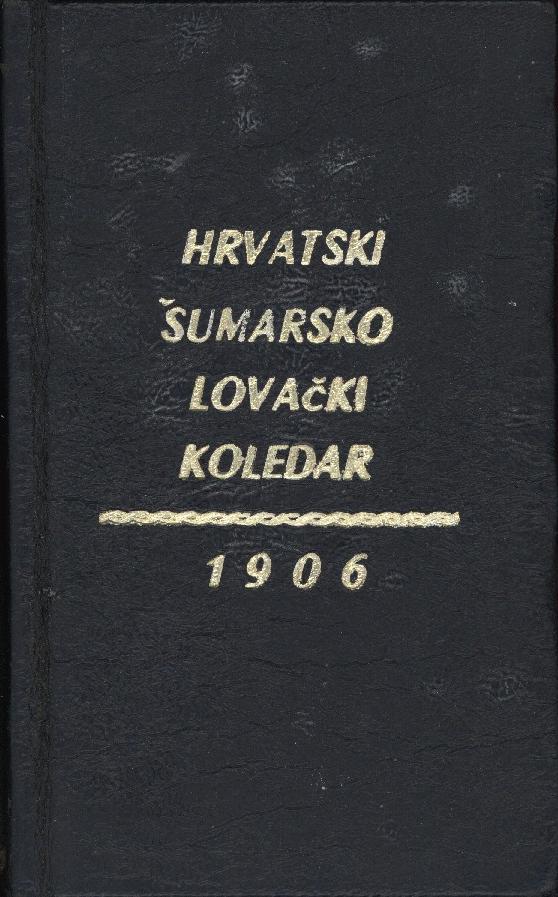 HRVATSKI
ŠUMARSKO
LOVAčKI
KOLEDAR
1906